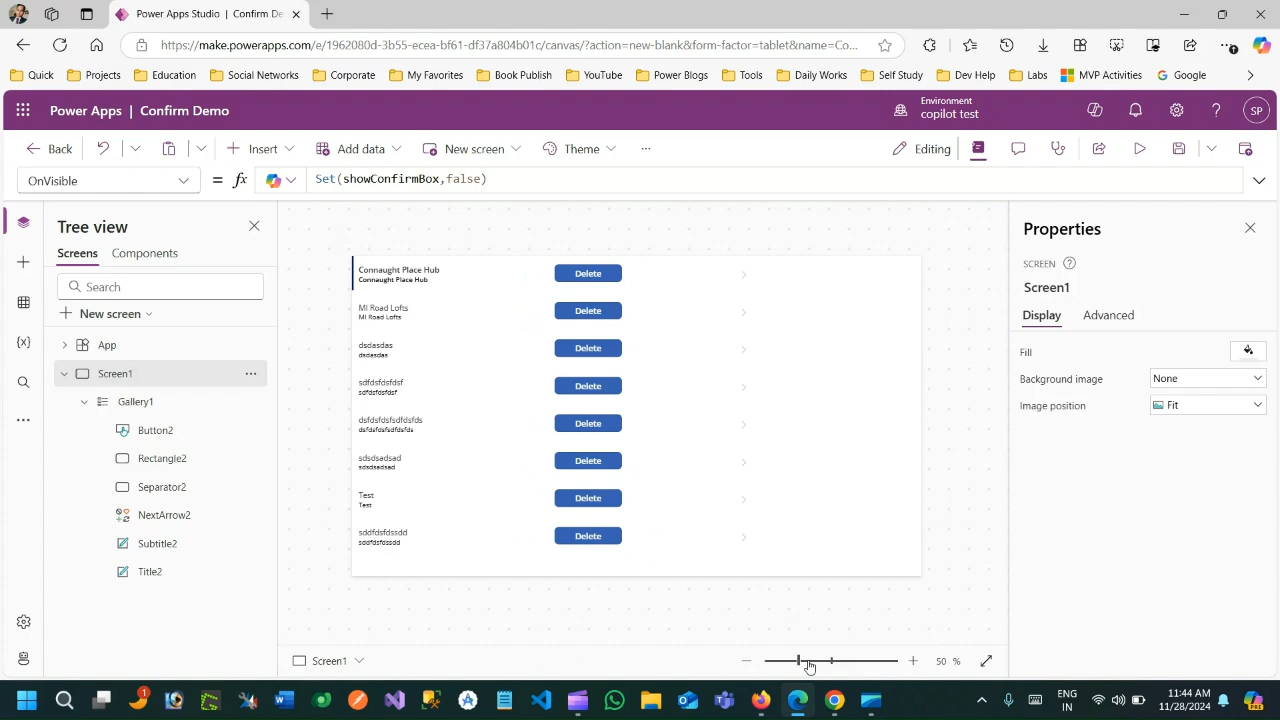 Power Apps Studio | Confirm De
https://make.powerapps.com/e/1962080d-3b55-ecea-bf61-df37a804b01c/canvas/?action=new-blank&form-factor=tablet&name=Co...
Quick Projects Education Social Networks Corporate My Favorites Book Publish YouTube Power Blogs Tools Daily Works Self Study Dev Help Labs MVP Activities Google
Power Apps | Confirm Demo
Environment
copilot test
SP
Back Insert Add data New screen Theme ... Editing
OnVisible = fx Set(showConfirmBox,false)
Tree view
Screens Components
Search
New screen
App
Screen1 ...
Gallery1
Button2
Rectangle2
Separator2
NextArrow2
Subtitle2
Title2
Connaught Place Hub
Connaught Place Hub
Delete
MI Road Lofts
MI Road Lofts
Delete
dsdasdas
dsdasdas
Delete
sdfdsfdsfdsf
sdfdsfdsfdsf
Delete
dsfdsfdsfsdfdsfds
dsfdsfdsfsdfdsfds
Delete
sdsdsadsad
sdsdsadsad
Delete
Test
Test
Delete
sddfdsfdssdd
sddfdsfdssdd
Delete
Screen1
50 %
Properties
SCREEN
Screen1
Display Advanced
Fill
Background image None
Image position Fit
1
ENG
IN
11:44 AM
11/28/2024